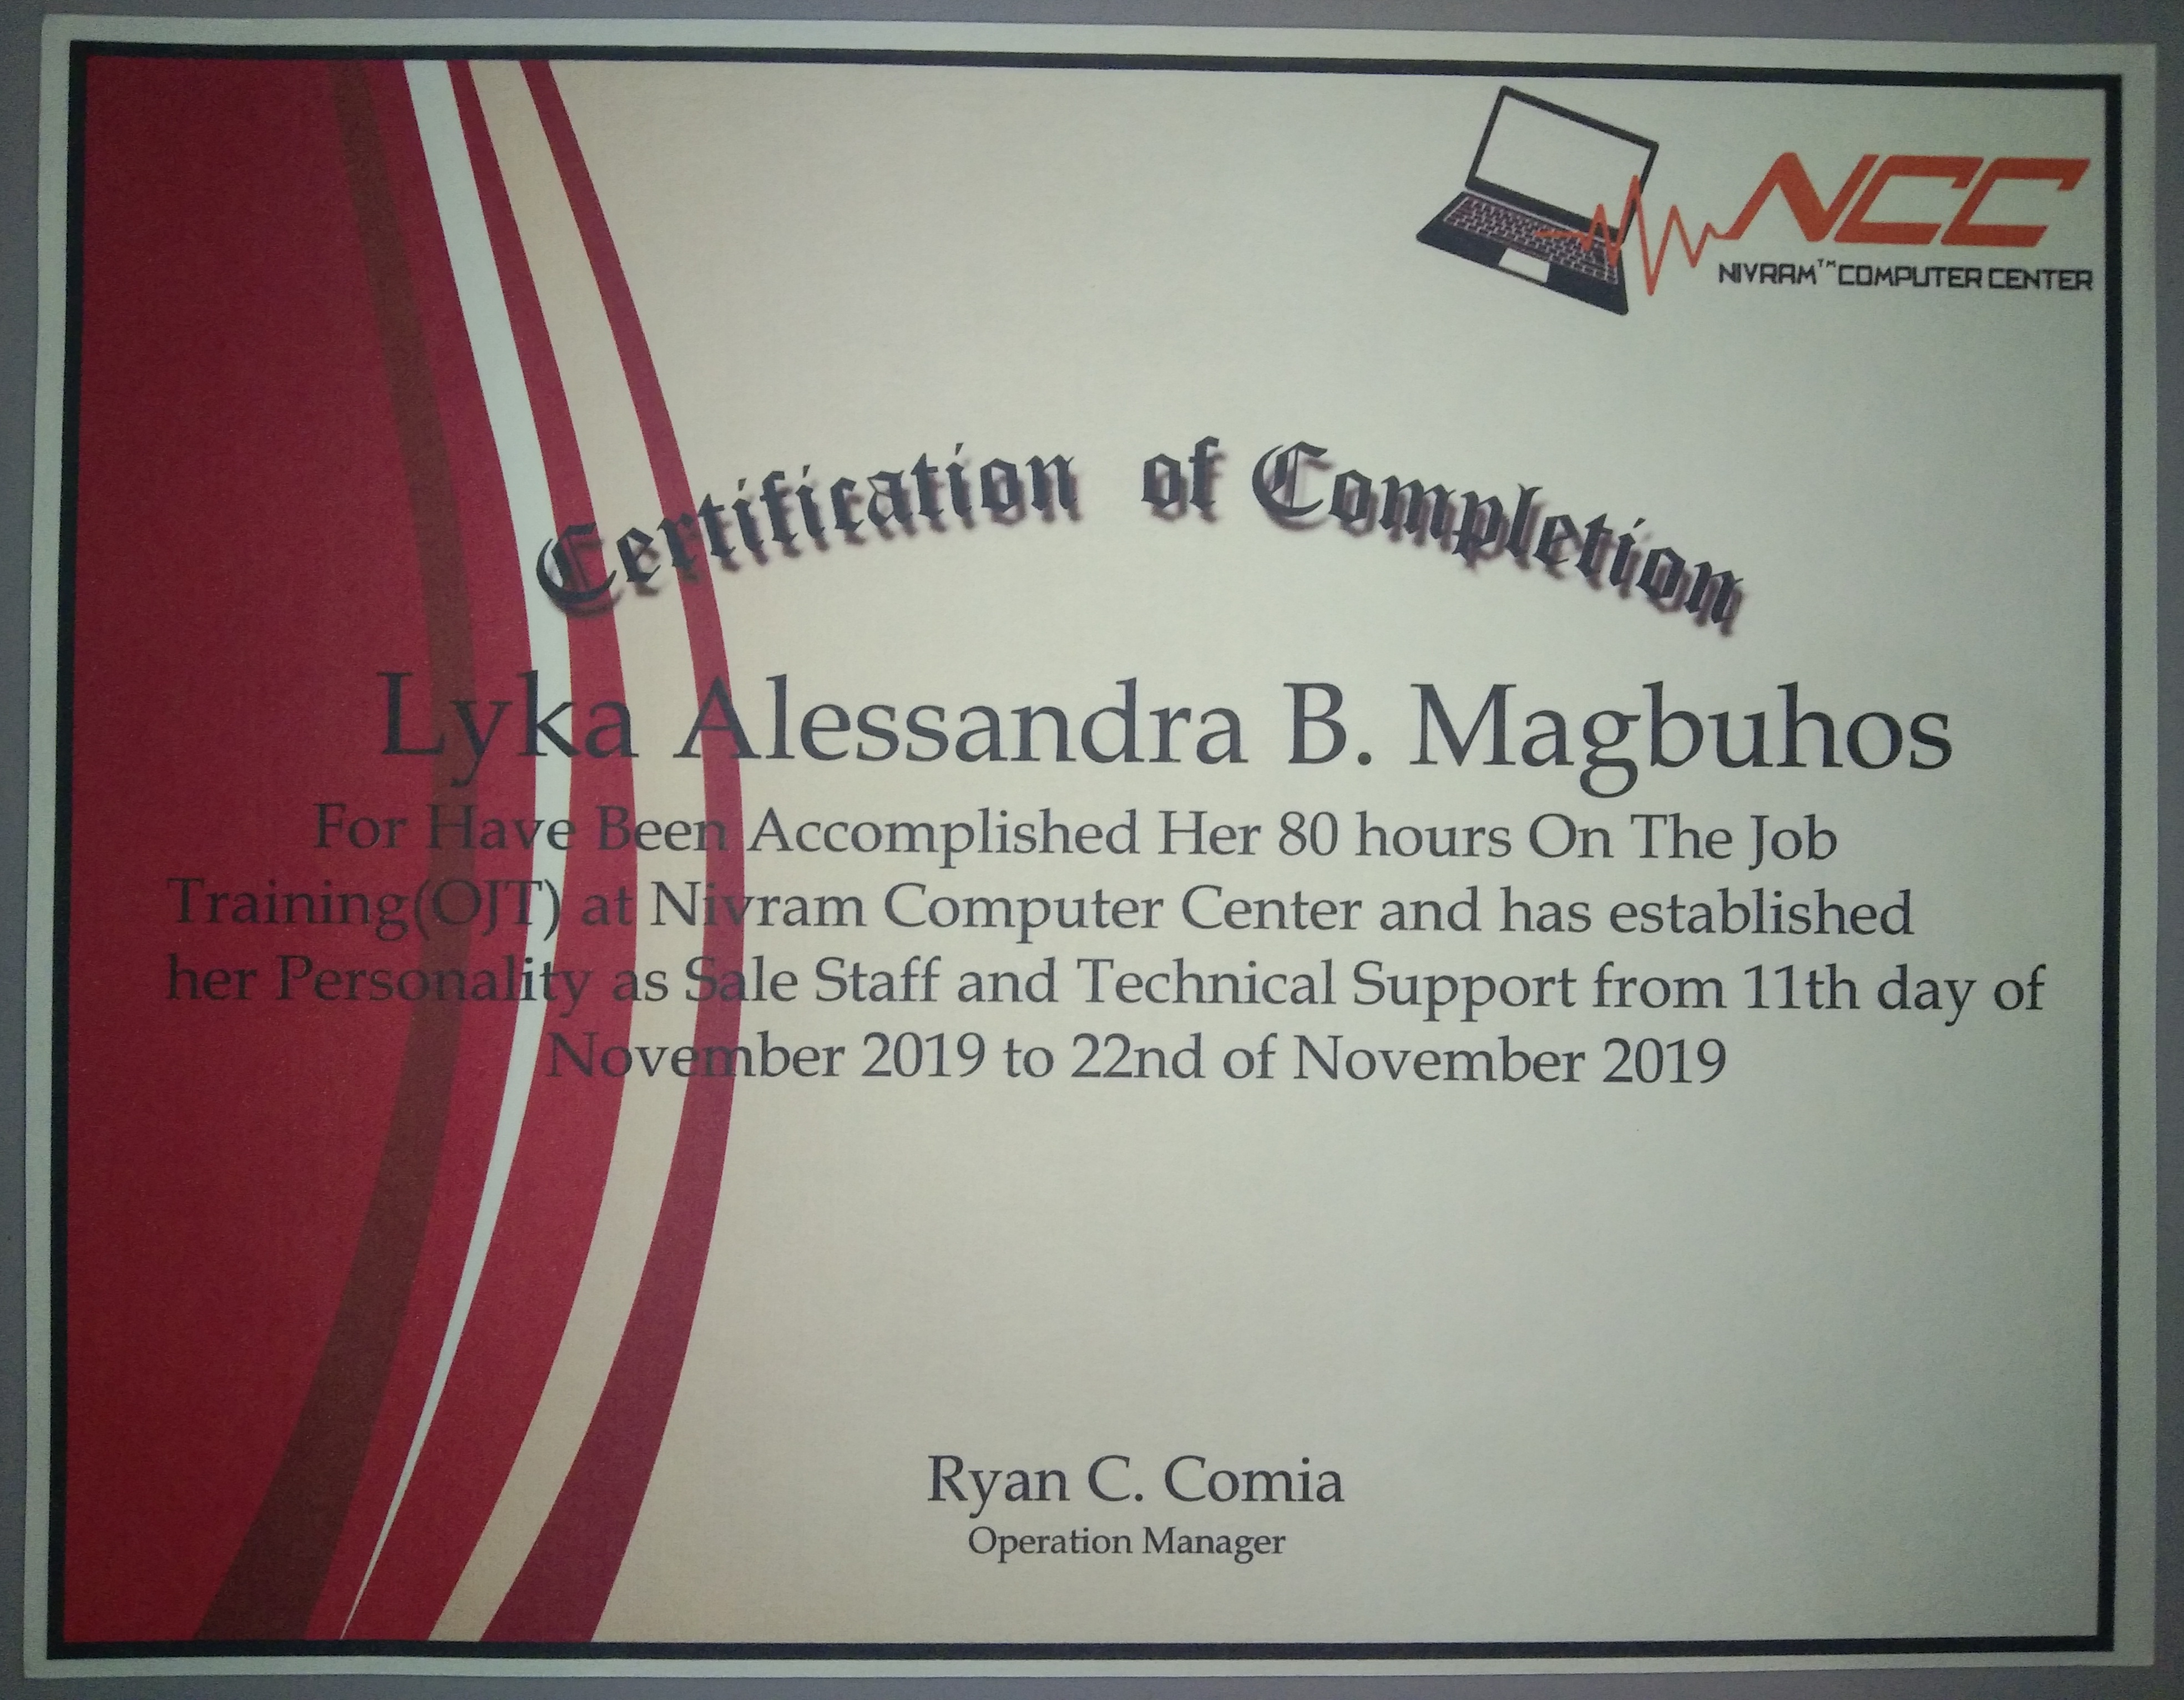 NCC
NIVRAM™ COMPUTER CENTER
Certification of Completion
Lyka Alessandra B. Magbuhos
For Have Been Accomplished Her 80 hours On The Job
Training(OJT) at Nivram Computer Center and has established
her Personality as Sale Staff and Technical Support from 11th day of
November 2019 to 22nd of November 2019
Ryan C. Comia
Operation Manager